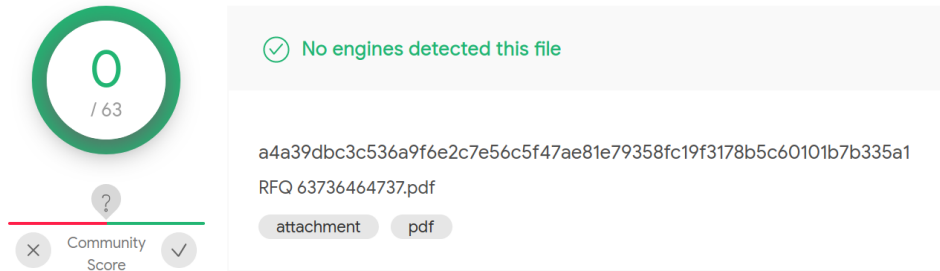 0
/ 63
?
Community
Score
No engines detected this file
a4a39dbc3c536a9f6e2c7e56c5f47ae81e79358fc19f3178b5c60101b7b335a1
RFQ 63736464737.pdf
attachment pdf